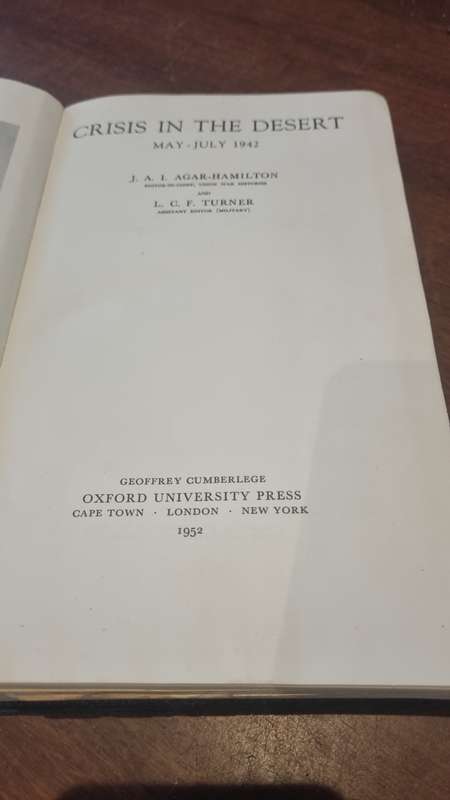 CRISIS IN THE DESERT
MAY - JULY 1942
J. A. I. AGAR-HAMILTON
EDITOR-IN-CHIEF, UNION WAR HISTORIES
AND
L. C. F. TURNER
ASSISTANT EDITOR (MILITARY)
GEOFFREY CUMBERLEGE
OXFORD UNIVERSITY PRESS
CAPE TOWN · LONDON · NEW YORK
1952